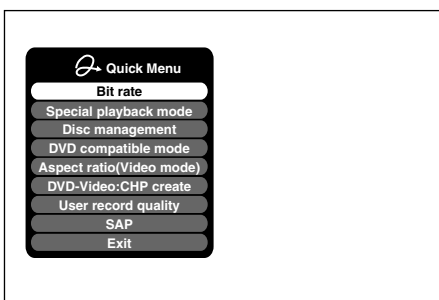 Quick Menu
Bit rate
Special playback mode
Disc management
DVD compatible mode
Aspect ratio(Video mode)
DVD-Video:CHP create
User record quality
SAP
Exit